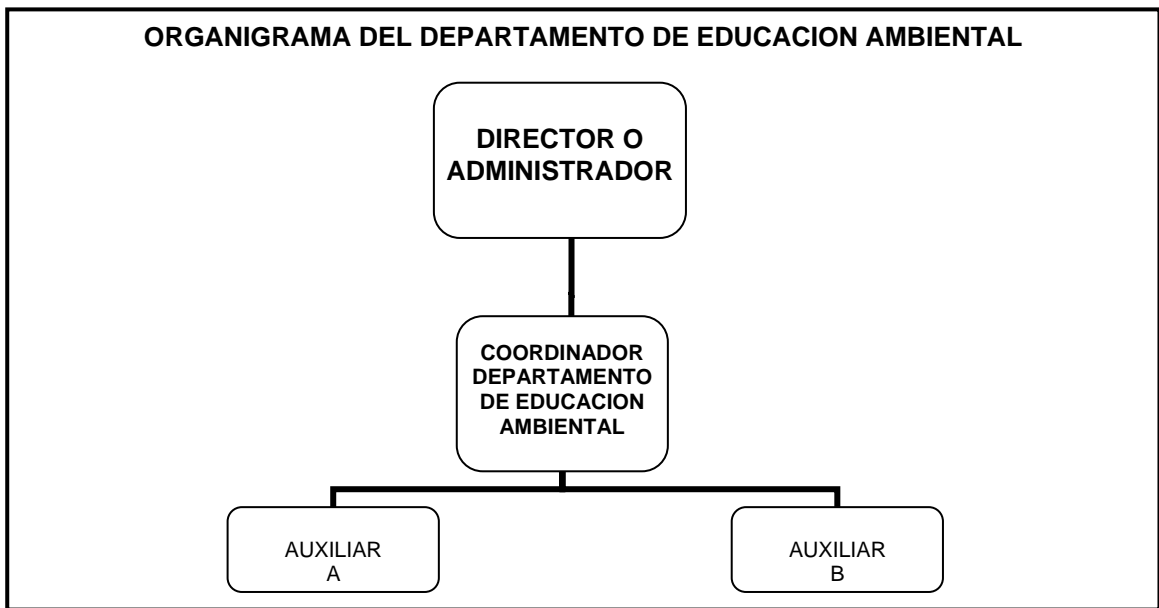 ORGANIGRAMA DEL DEPARTAMENTO DE EDUCACION AMBIENTAL
DIRECTOR O
ADMINISTRADOR
COORDINADOR
DEPARTAMENTO
DE EDUCACION
AMBIENTAL
AUXILIAR
A
AUXILIAR
B